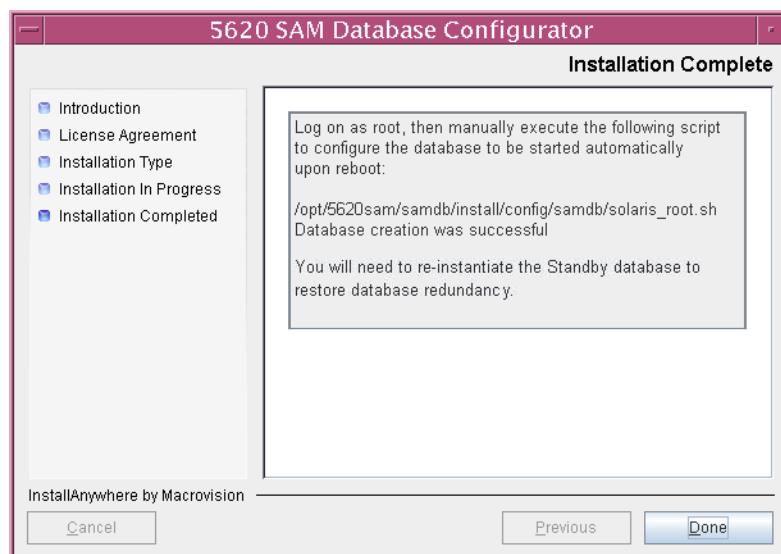 5620 SAM Database Configurator
Installation Complete
Introduction
License Agreement
Installation Type
Installation In Progress
Installation Completed
Log on as root, then manually execute the following script
to configure the database to be started automatically
upon reboot:
/opt/5620sam/samdb/install/config/samdb/solaris_root.sh
Database creation was successful
You will need to re-instantiate the Standby database to
restore database redundancy.
InstallAnywhere by Macrovision
Cancel
Previous
Done